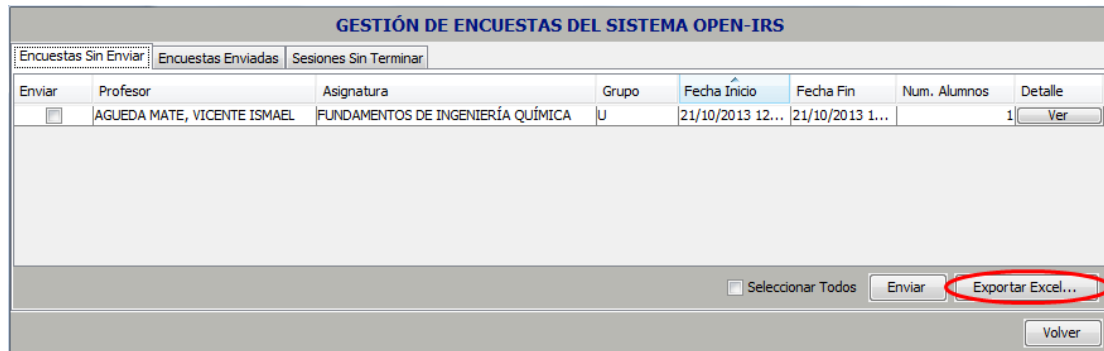 GESTIÓN DE ENCUESTAS DEL SISTEMA OPEN-IRS
Encuestas Sin Enviar Encuestas Enviadas Sesiones Sin Terminar
Enviar Profesor Asignatura Grupo Fecha Inicio Fecha Fin Num. Alumnos Detalle
AGUEDA MATE, VICENTE ISMAEL FUNDAMENTOS DE INGENIERÍA QUÍMICA U 21/10/2013 12... 21/10/2013 1... 1 Ver
Seleccionar Todos Enviar Exportar Excel...
Volver